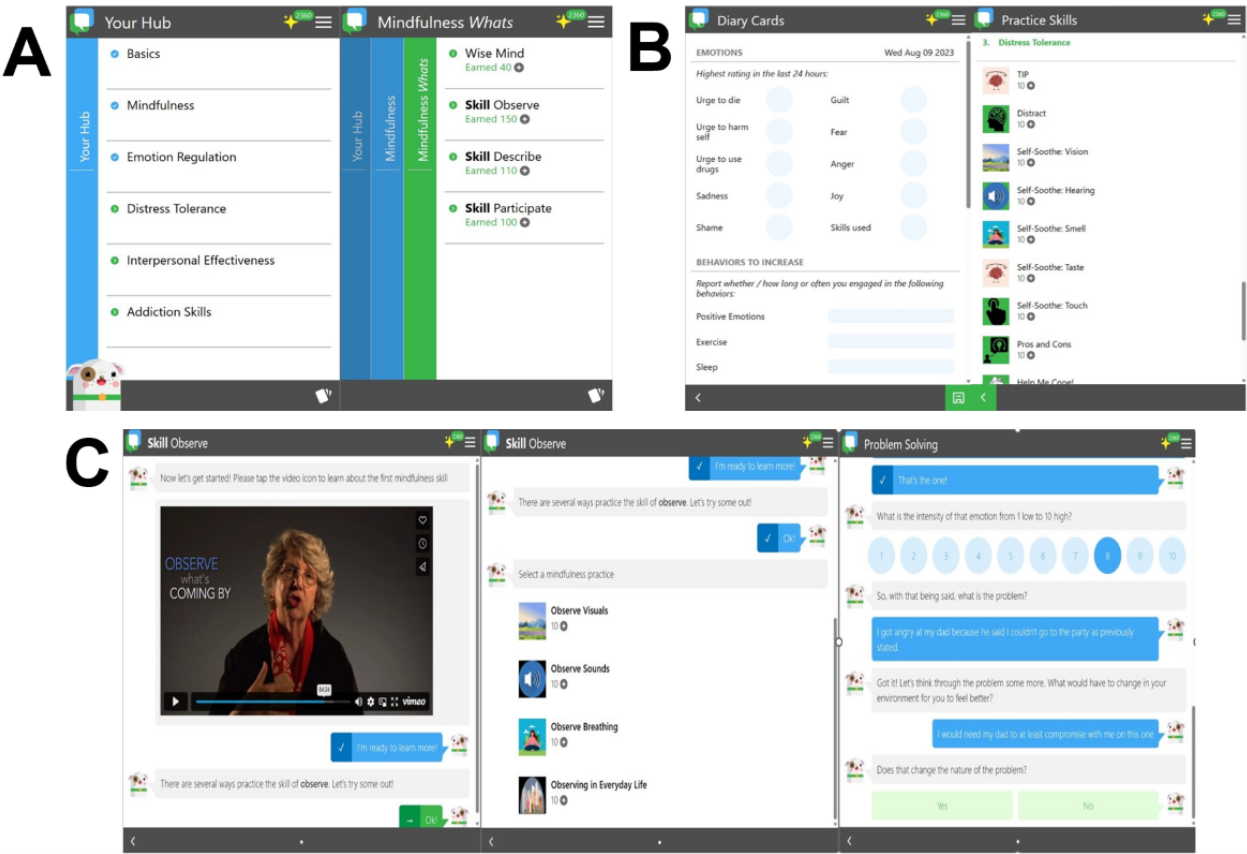 A
Your Hub
2360
Your Hub
Basics
Mindfulness
Emotion Regulation
Distress Tolerance
Interpersonal Effectiveness
Addiction Skills
Mindfulness Whats
2360
Your Hub
Mindfulness
Mindfulness Whats
Wise Mind
Earned 40
Skill Observe
Earned 150
Skill Describe
Earned 110
Skill Participate
Earned 100
B
Diary Cards
2360
EMOTIONS
Wed Aug 09 2023
Highest rating in the last 24 hours:
Urge to die
Guilt
Urge to harm
self
Fear
Urge to use
drugs
Anger
Sadness
Joy
Shame
Skills used
BEHAVIORS TO INCREASE
Report whether / how long or often you engaged in the following
behaviors:
Positive Emotions
Exercise
Sleep
Practice Skills
2360
3. Distress Tolerance
TIP
10
Distract
10
Self-Soothe: Vision
10
Self-Soothe: Hearing
10
Self-Soothe: Smell
10
Self-Soothe: Taste
10
Self-Soothe: Touch
10
Pros and Cons
10
Help Me Cope!
C
Skill Observe
2360
Now let's get started! Please tap the video icon to learn about the first mindfulness skill
OBSERVE
what's
COMING BY
04:24
vimeo
I'm ready to learn more!
There are several ways practice the skill of observe. Let's try some out!
Ok!
Skill Observe
2360
I'm ready to learn more!
There are several ways practice the skill of observe. Let's try some out!
Ok!
Select a mindfulness practice
Observe Visuals
10
Observe Sounds
10
Observe Breathing
10
Observing in Everyday Life
10
Problem Solving
2360
That's the one!
What is the intensity of that emotion from 1 low to 10 high?
1 2 3 4 5 6 7 8 9 10
So, with that being said, what is the problem?
I got angry at my dad because he said I couldn't go to the party as previously
stated.
Got it! Let's think through the problem some more. What would have to change in your
environment for you to feel better?
I would need my dad to at least compromise with me on this one
Does that change the nature of the problem?
Yes
No